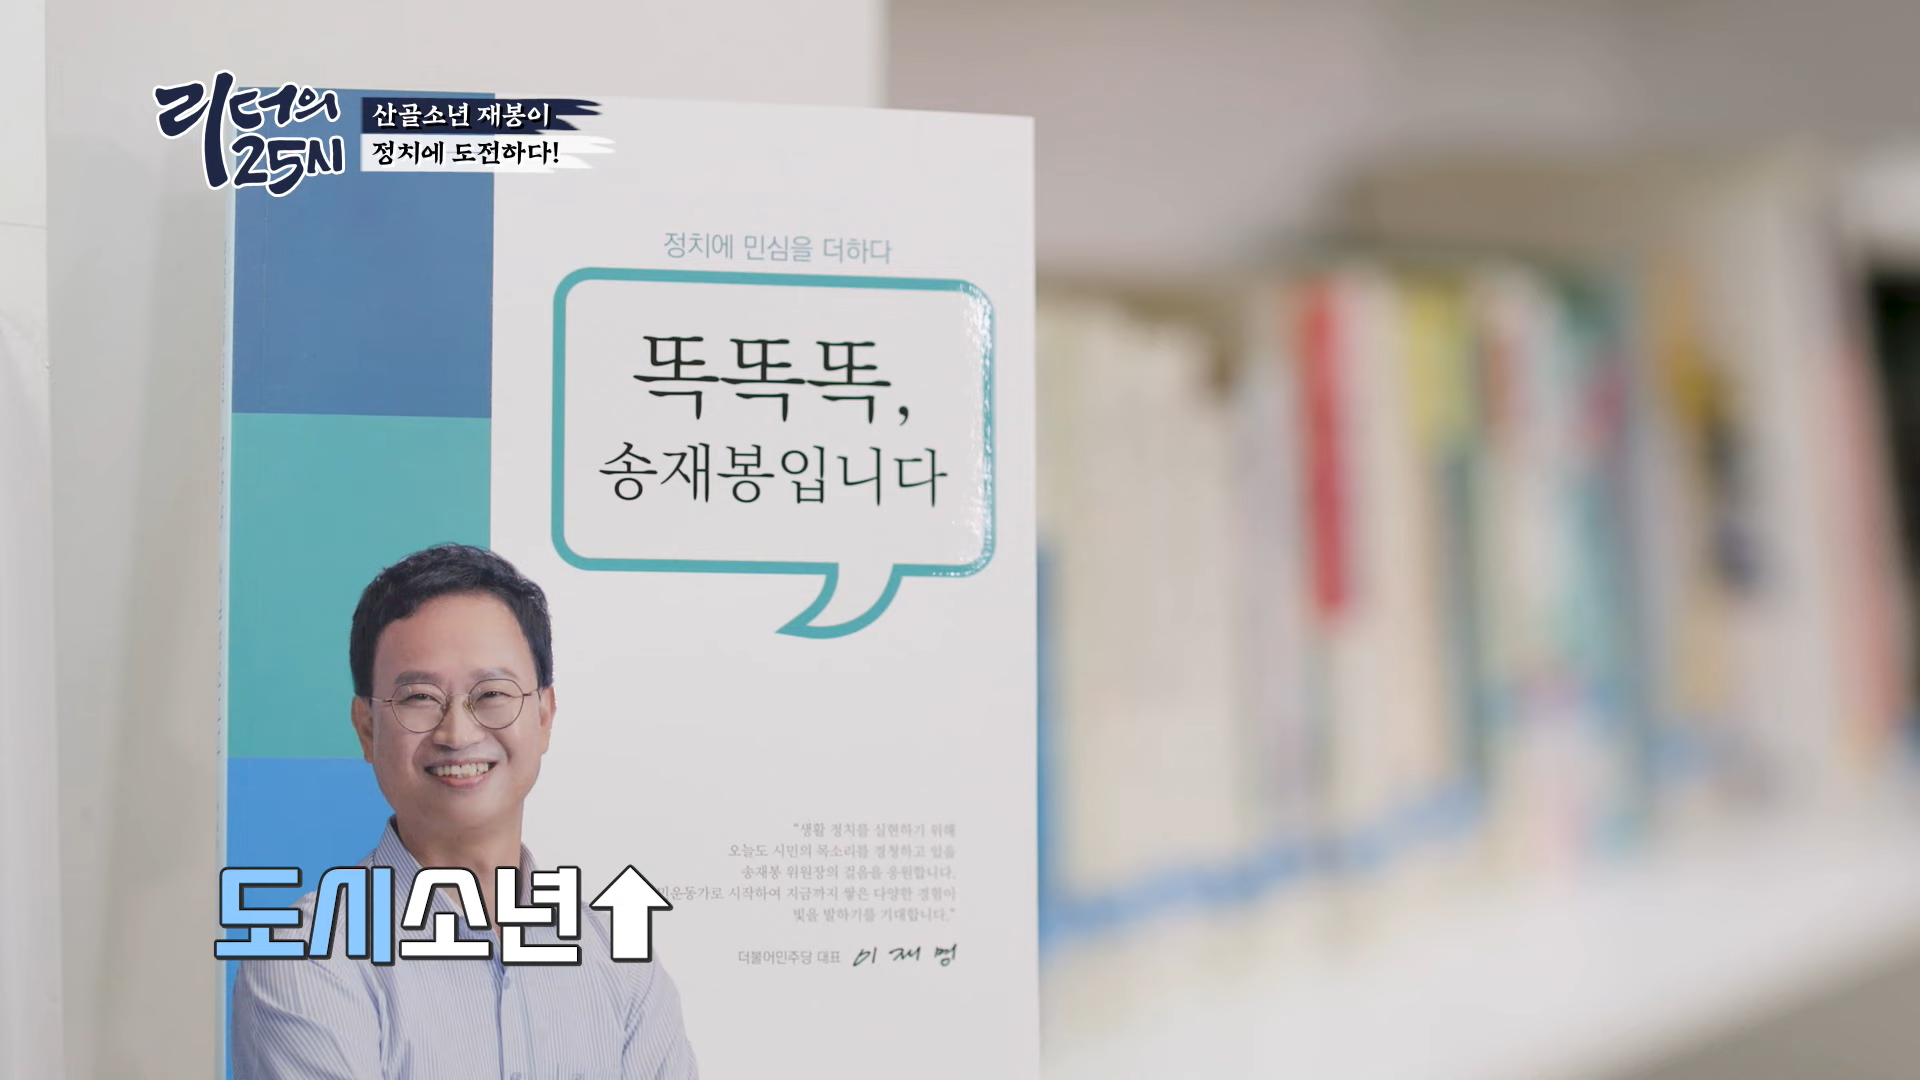 리더의
25시
산골소년 재봉이
정치에 도전하다!
정치에 민심을 더하다
똑똑똑,
송재봉입니다
"생활 정치를 실현하기 위해
오늘도 시민의 목소리를 경청하고 있을
송재봉 위원장의 걸음을 응원합니다.
민운동가로 시작하여 지금까지 쌓은 다양한 경험이
빛을 발하기를 기대합니다."
더불어민주당 대표 이재명
도시소년↑